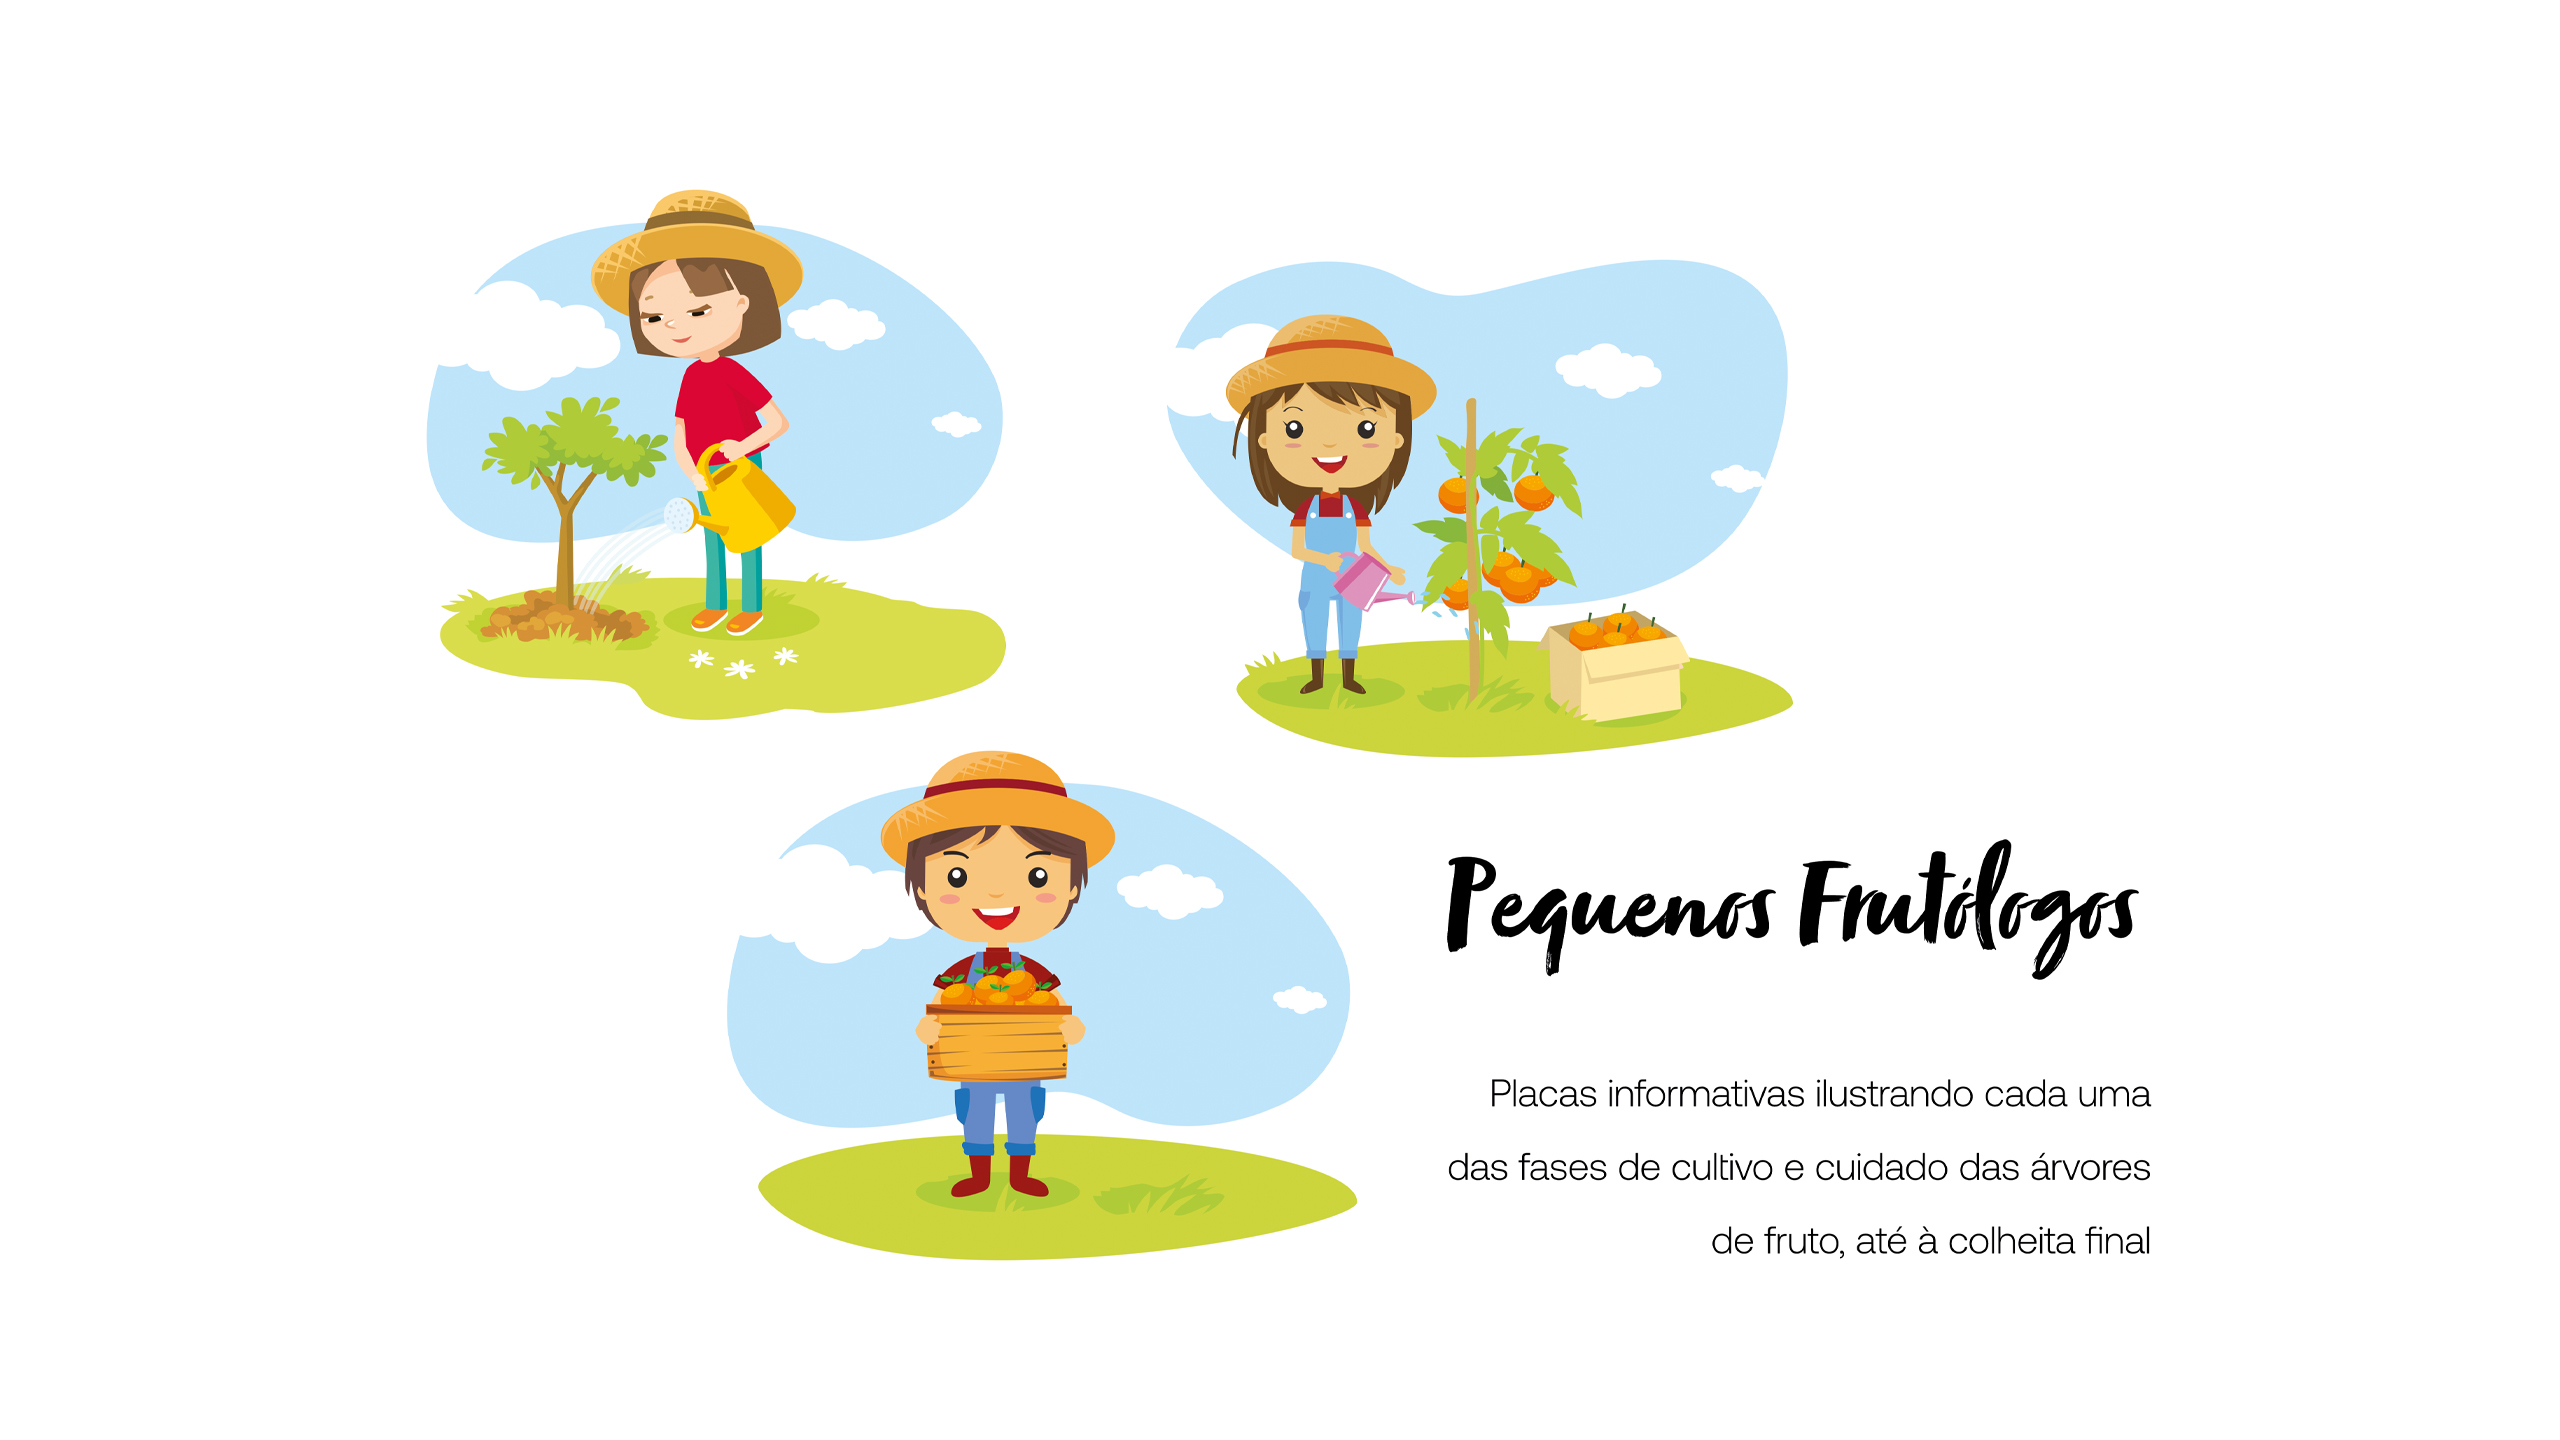 Pequenos Frutólogos
Placas informativas ilustrando cada uma
das fases de cultivo e cuidado das árvores
de fruto, até à colheita final